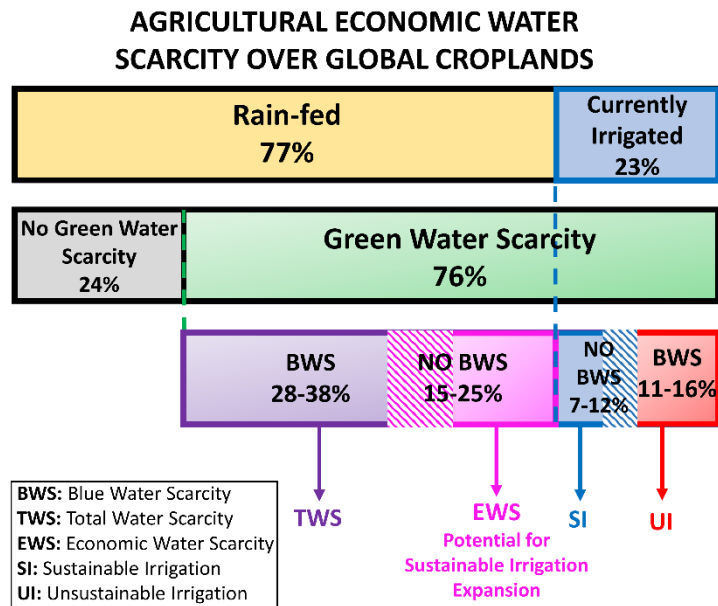 AGRICULTURAL ECONOMIC WATER
SCARCITY OVER GLOBAL CROPLANDS
Rain-fed
77%
Currently
Irrigated
23%
No Green Water
Scarcity
24%
Green Water Scarcity
76%
BWS
28-38%
NO BWS
15-25%
NO
BWS
7-12%
BWS
11-16%
TWS
EWS
Potential for
Sustainable Irrigation
Expansion
SI
UI
BWS: Blue Water Scarcity
TWS: Total Water Scarcity
EWS: Economic Water Scarcity
SI: Sustainable Irrigation
UI: Unsustainable Irrigation